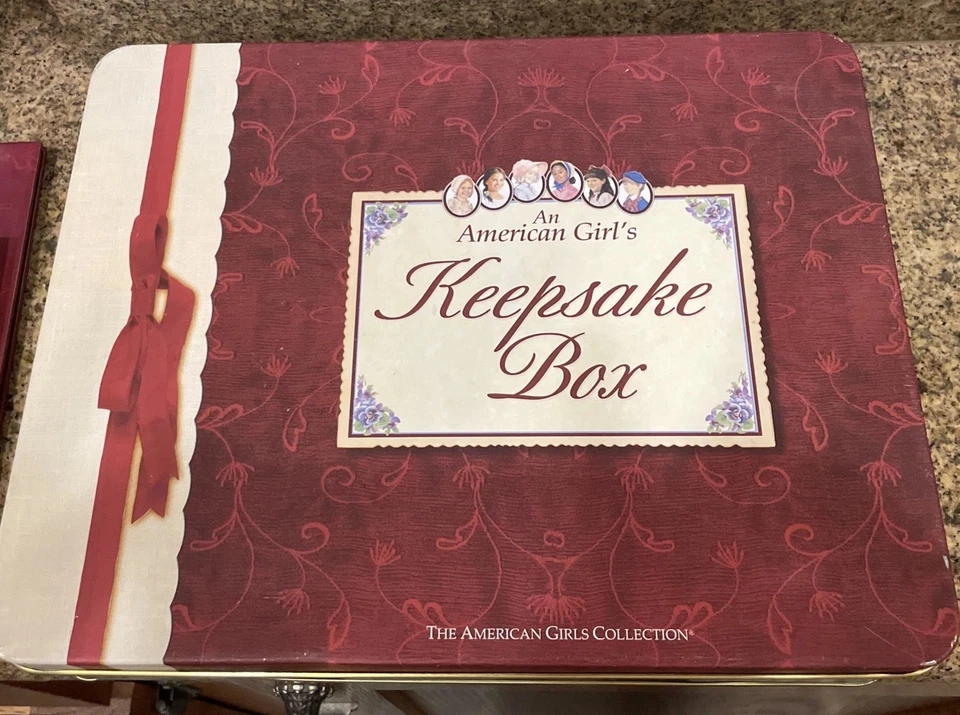 An
American Girl's
Keepsake
Box
THE AMERICAN GIRLS COLLECTION®